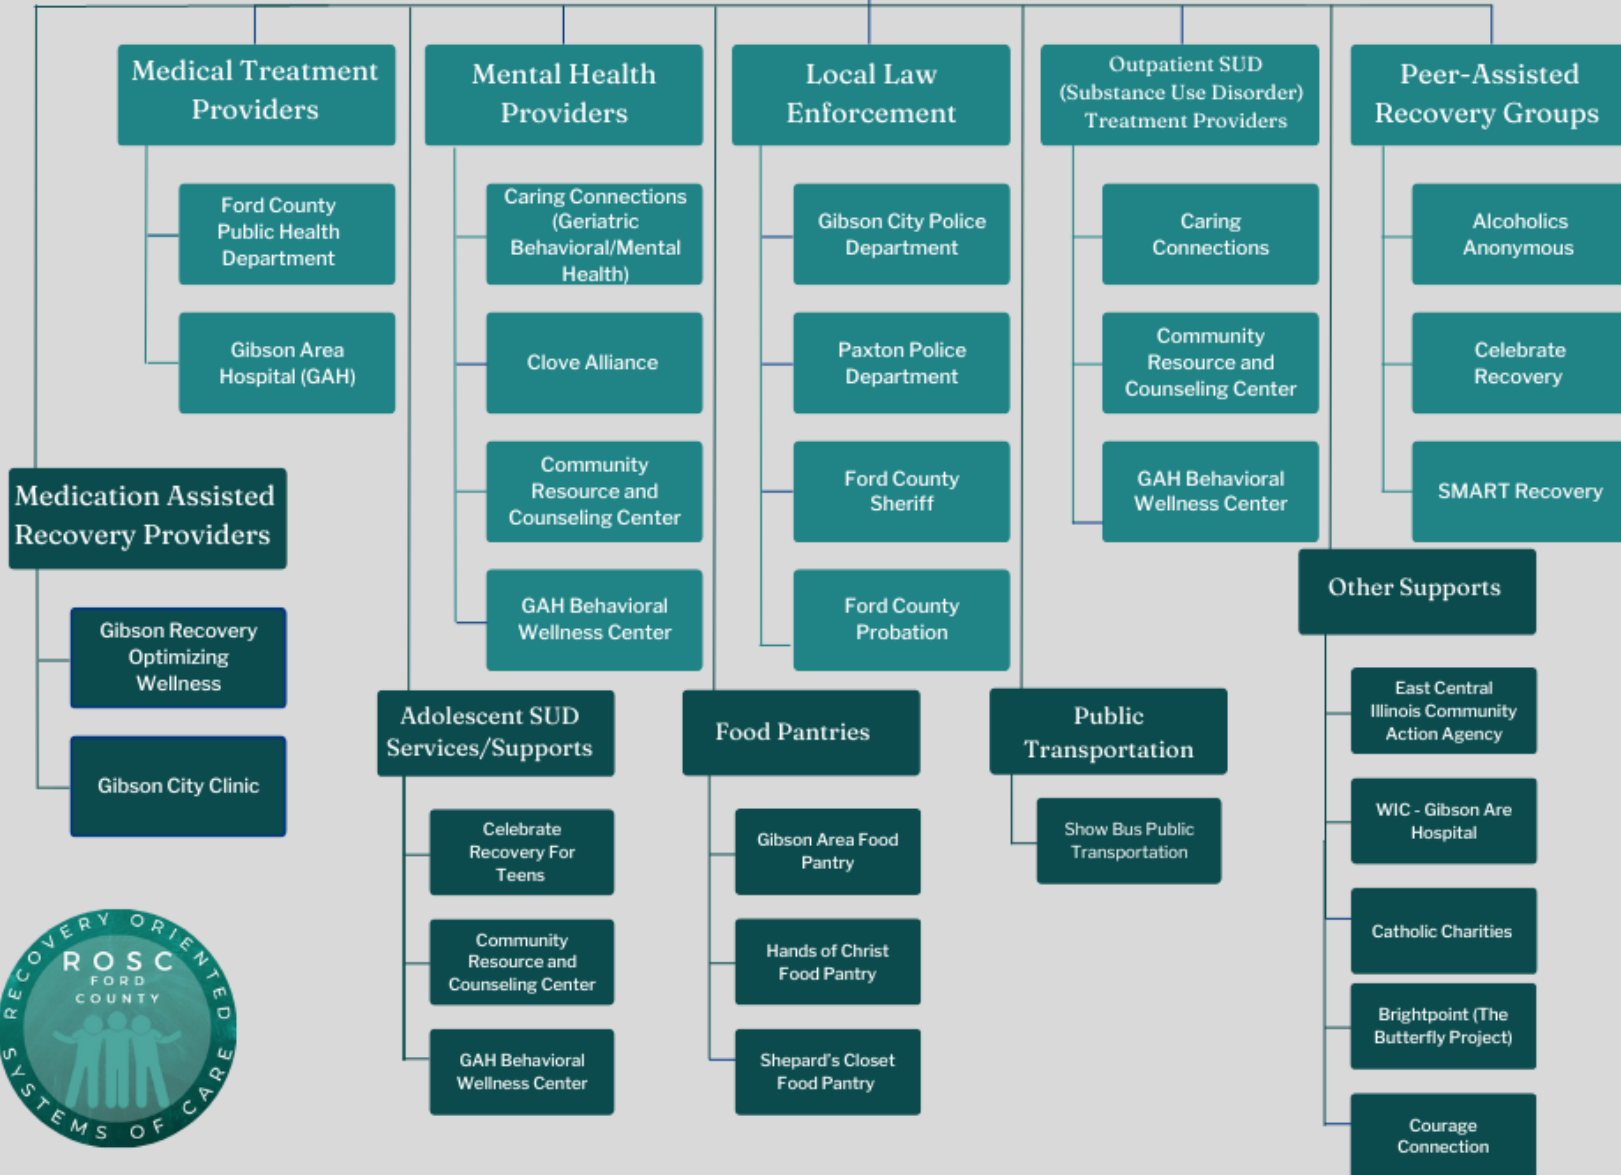 Medical Treatment
Providers
Ford County
Public Health
Department
Gibson Area
Hospital (GAH)
Mental Health
Providers
Caring Connections
(Geriatric
Behavioral/Mental
Health)
Clove Alliance
Community
Resource and
Counseling Center
GAH Behavioral
Wellness Center
Local Law
Enforcement
Gibson City Police
Department
Paxton Police
Department
Ford County
Sheriff
Ford County
Probation
Outpatient SUD
(Substance Use Disorder)
Treatment Providers
Caring
Connections
Community
Resource and
Counseling Center
GAH Behavioral
Wellness Center
Peer-Assisted
Recovery Groups
Alcoholics
Anonymous
Celebrate
Recovery
SMART Recovery
Medication Assisted
Recovery Providers
Gibson Recovery
Optimizing
Wellness
Gibson City Clinic
Adolescent SUD
Services/Supports
Celebrate
Recovery For
Teens
Community
Resource and
Counseling Center
GAH Behavioral
Wellness Center
Food Pantries
Gibson Area Food
Pantry
Hands of Christ
Food Pantry
Shepard's Closet
Food Pantry
Public
Transportation
Show Bus Public
Transportation
Other Supports
East Central
Illinois Community
Action Agency
WIC - Gibson Are
Hospital
Catholic Charities
Brightpoint (The
Butterfly Project)
Courage
Connection
RECOVERY ORIENTED
SYSTEMS OF CARE
ROSC
FORD
COUNTY